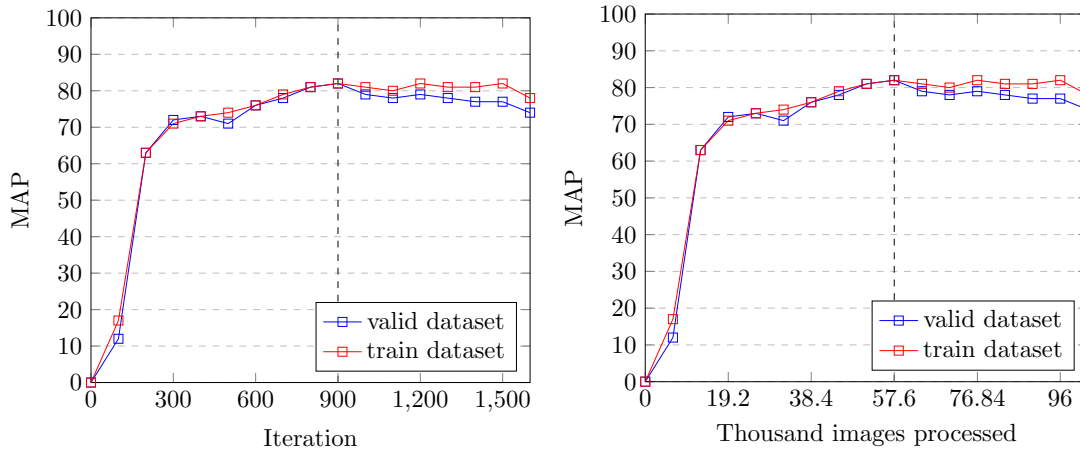 100
90
80
70
60
50
40
30
20
10
0
MAP
valid dataset
train dataset
0 300 600 900 1,200 1,500
Iteration
100
90
80
70
60
50
40
30
20
10
0
MAP
valid dataset
train dataset
0 19.2 38.4 57.6 76.84 96
Thousand images processed